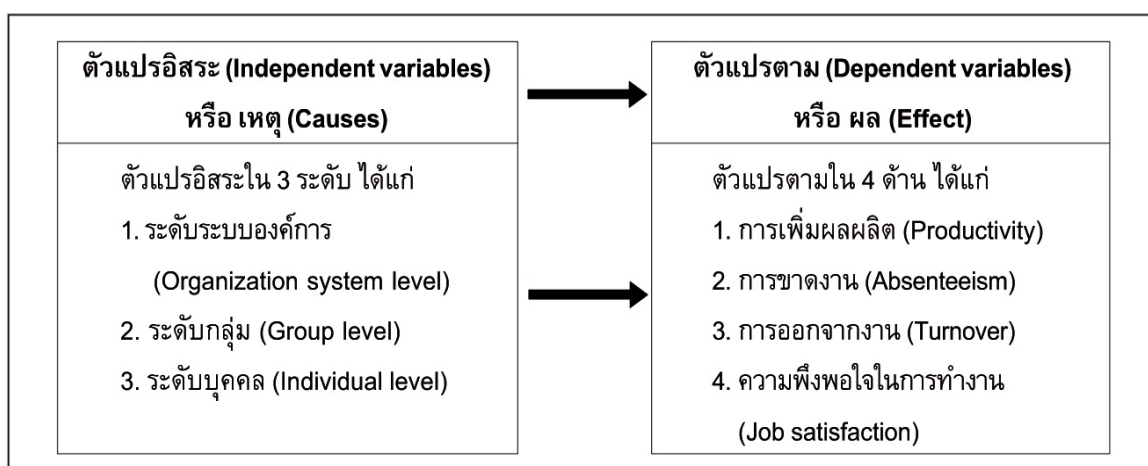 ตัวแปรอิสระ (Independent variables)
หรือ เหตุ (Causes)
ตัวแปรอิสระใน 3 ระดับ ได้แก่
1. ระดับระบบองค์การ
(Organization system level)
2. ระดับกลุ่ม (Group level)
3. ระดับบุคคล (Individual level)
ตัวแปรตาม (Dependent variables)
หรือ ผล (Effect)
ตัวแปรตามใน 4 ด้าน ได้แก่
1. การเพิ่มผลผลิต (Productivity)
2. การขาดงาน (Absenteeism)
3. การออกจากงาน (Turnover)
4. ความพึงพอใจในการทำงาน
(Job satisfaction)